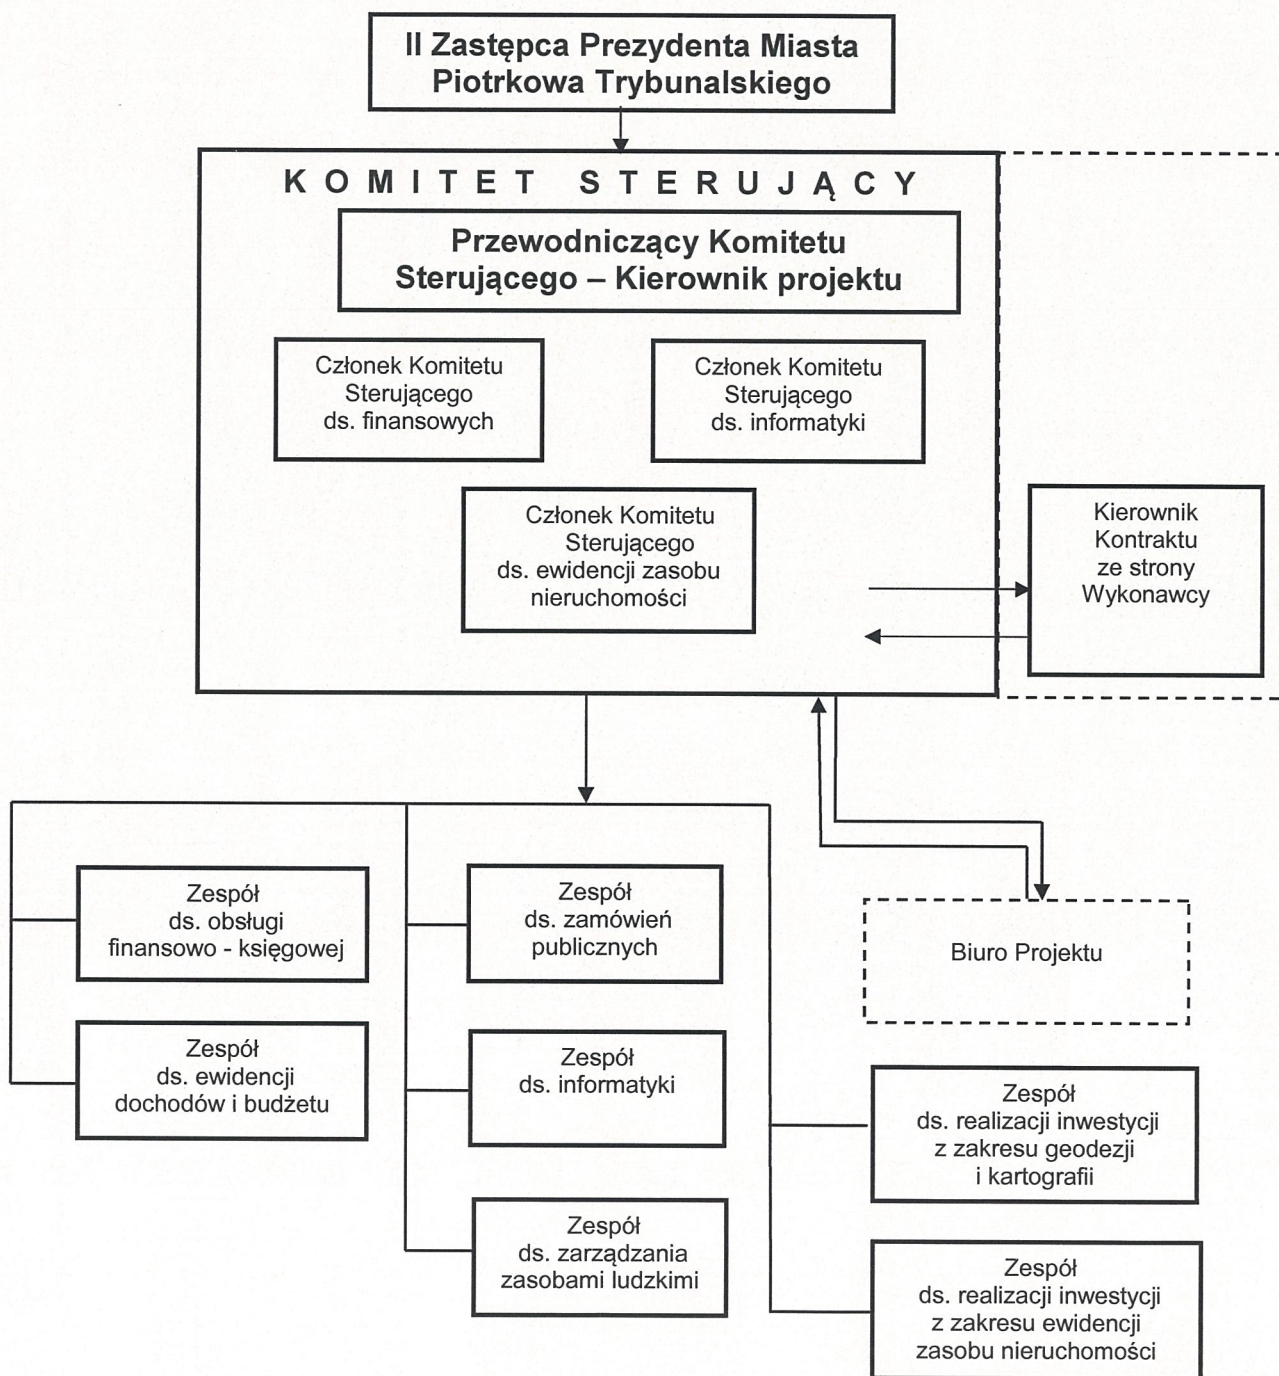 II Zastępca Prezydenta Miasta
Piotrkowa Trybunalskiego
KOMITET STERUJĄCY
Przewodniczący Komitetu
Sterującego – Kierownik projektu
Członek Komitetu
Sterującego
ds. finansowych
Członek Komitetu
Sterującego
ds. informatyki
Członek Komitetu
Sterującego
ds. ewidencji zasobu
nieruchomości
Kierownik
Kontraktu
ze strony
Wykonawcy
Zespół
ds. obsługi
finansowo - księgowej
Zespół
ds. zamówień
publicznych
Biuro Projektu
Zespół
ds. ewidencji
dochodów i budżetu
Zespół
ds. informatyki
Zespół
ds. realizacji inwestycji
z zakresu geodezji
i kartografii
Zespół
ds. zarządzania
zasobami ludzkimi
Zespół
ds. realizacji inwestycji
z zakresu ewidencji
zasobu nieruchomości